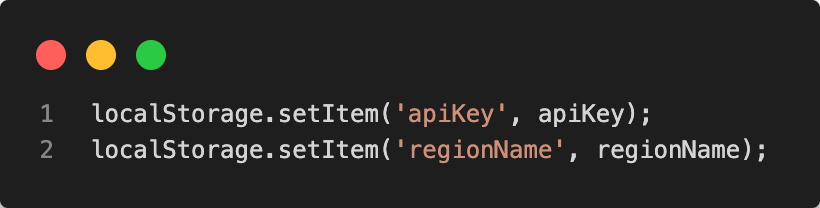 1 localStorage.setItem('apiKey', apiKey);
2 localStorage.setItem('regionName', regionName);